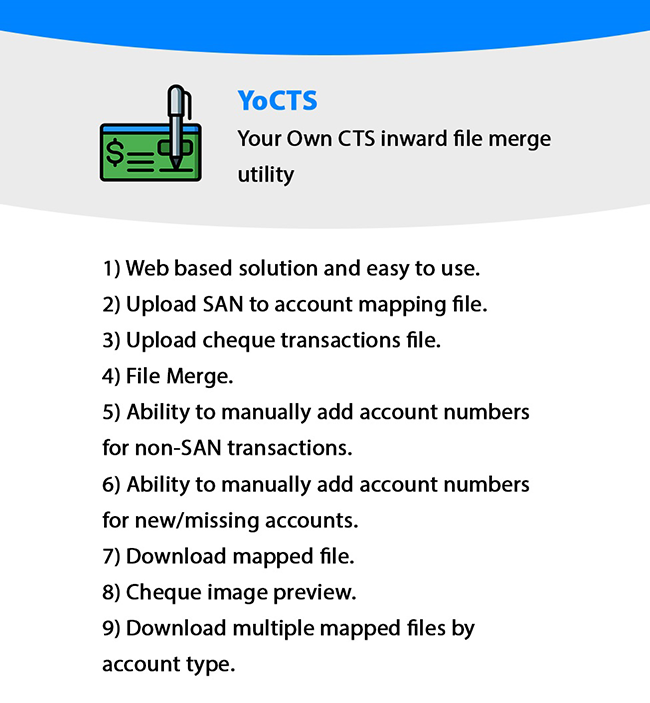 YoCTS
Your Own CTS inward file merge
utility
1) Web based solution and easy to use.
2) Upload SAN to account mapping file.
3) Upload cheque transactions file.
4) File Merge.
5) Ability to manually add account numbers
for non-SAN transactions.
6) Ability to manually add account numbers
for new/missing accounts.
7) Download mapped file.
8) Cheque image preview.
9) Download multiple mapped files by
account type.